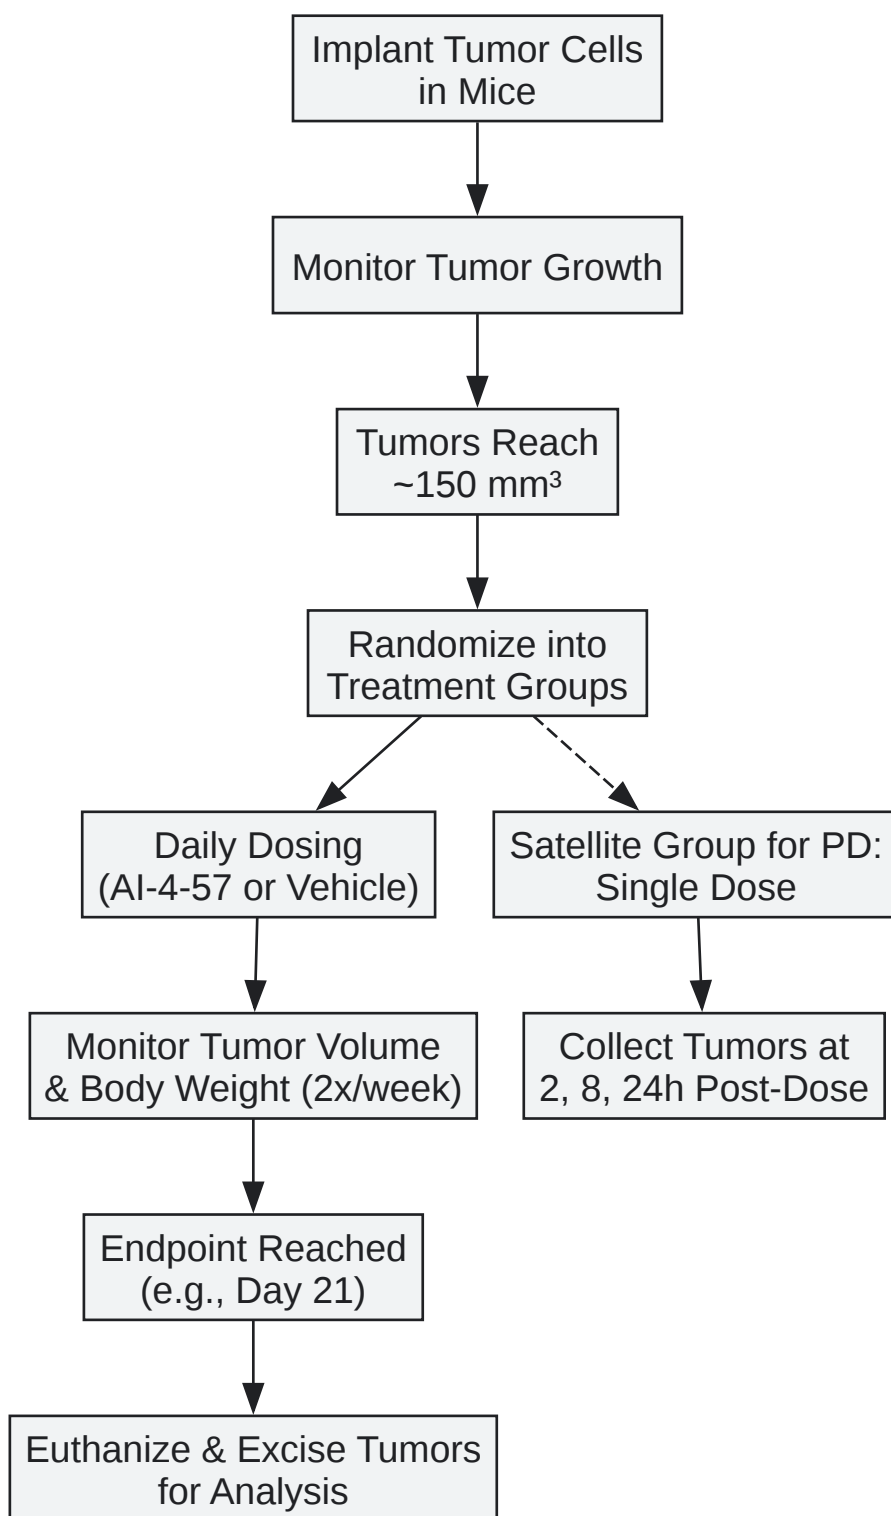 Implant Tumor Cells
in Mice
Monitor Tumor Growth
Tumors Reach
~150 mm³
Randomize into
Treatment Groups
Daily Dosing
(AI-4-57 or Vehicle)
Satellite Group for PD:
Single Dose
Monitor Tumor Volume
& Body Weight (2x/week)
Collect Tumors at
2, 8, 24h Post-Dose
Endpoint Reached
(e.g., Day 21)
Euthanize & Excise Tumors
for Analysis